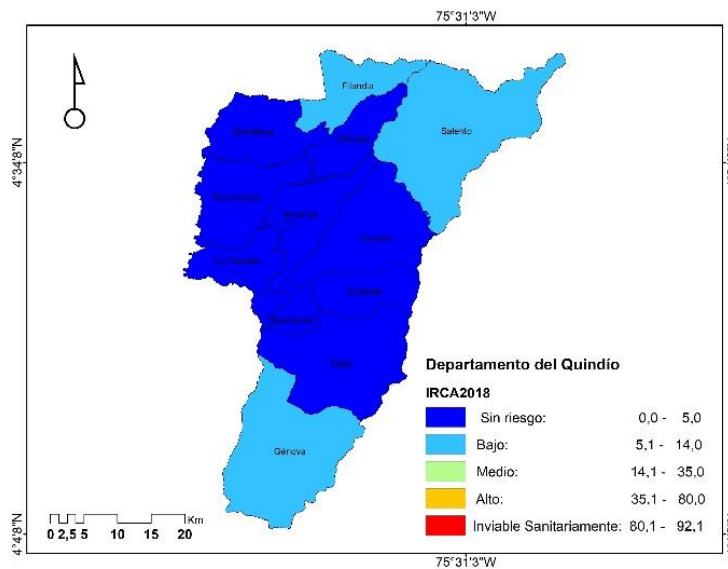 75°31'3"W
4°34'8"N
Filandia
Salento
Quimbaya
Circasia
Montenegro
Armenia
Calarcá
La Tebaida
Buenavista
Pijao
Génova
Departamento del Quindío
IRCA2018
Sin riesgo: 0,0 - 5,0
Bajo: 5,1 - 14,0
Medio: 14,1 - 35,0
Alto: 35,1 - 80,0
Inviable Sanitariamente: 80,1 - 92,1
Km
0 2,5 5 10 15 20
4°4'8"N
75°31'3"W